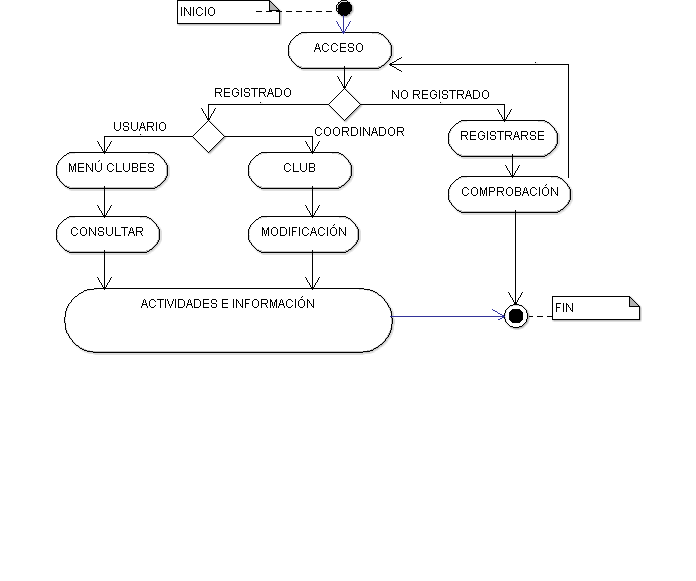 INICIO
ACCESO
REGISTRADO
NO REGISTRADO
USUARIO
COORDINADOR
REGISTRARSE
MENÚ CLUBES
CLUB
COMPROBACIÓN
CONSULTAR
MODIFICACIÓN
ACTIVIDADES E INFORMACIÓN
FIN